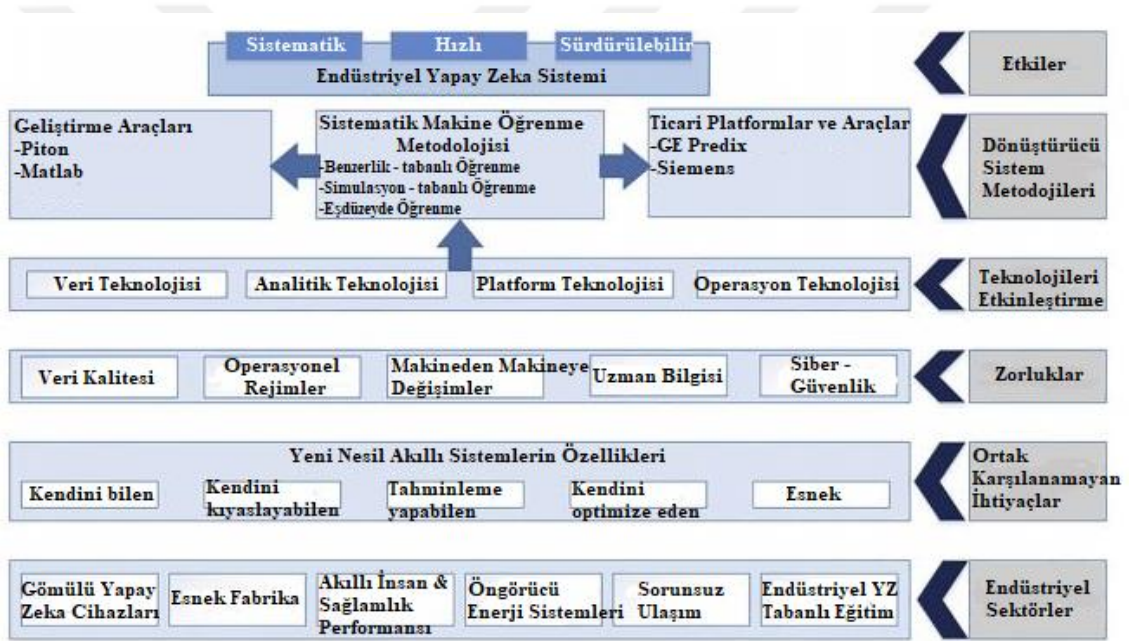 Sistematik Hızlı Sürdürülebilir
Endüstriyel Yapay Zeka Sistemi
Etkiler
Geliştirme Araçları
-Piton
-Matlab
Sistematik Makine Öğrenme
Metodolojisi
-Benzerlik - tabanlı Öğrenme
-Simulasyon - tabanlı Öğrenme
-Eşdüzeyde Öğrenme
Ticari Platformlar ve Araçlar
-GE Predix
-Siemens
Dönüştürücü
Sistem
Metodojileri
Veri Teknolojisi
Analitik Teknolojisi
Platform Teknolojisi
Operasyon Teknolojisi
Teknolojileri
Etkinleştirme
Veri Kalitesi
Operasyonel
Rejimler
Makineden Makineye
Değişimler
Uzman Bilgisi
Siber -
Güvenlik
Zorluklar
Yeni Nesil Akıllı Sistemlerin Özellikleri
Kendini bilen
Kendini
kıyaslayabilen
Tahminleme
yapabilen
Kendini
optimize eden
Esnek
Ortak
Karşılanamayan
İhtiyaçlar
Gömülü Yapay
Zeka Cihazları
Esnek Fabrika
Akıllı İnsan &
Sağlamlık
Performansı
Öngörücü
Enerji Sistemleri
Sorunsuz
Ulaşım
Endüstriyel YZ
Tabanlı Eğitim
Endüstriyel
Sektörler